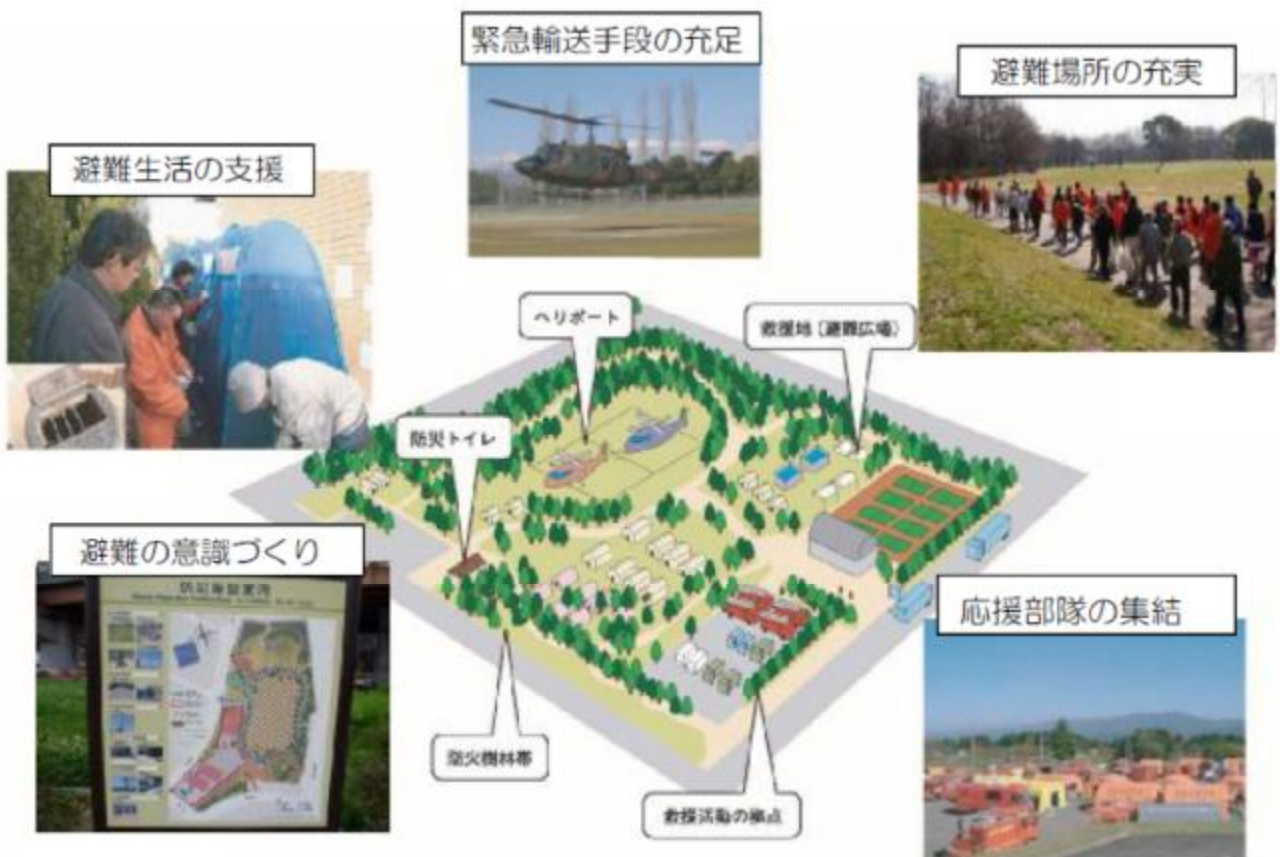 緊急輸送手段の充足
避難場所の充実
避難生活の支援
ヘリポート
救援地（避難広場）
防災トイレ
避難の意識づくり
防災施設案内
応援部隊の集結
防火樹林帯
救援活動の拠点